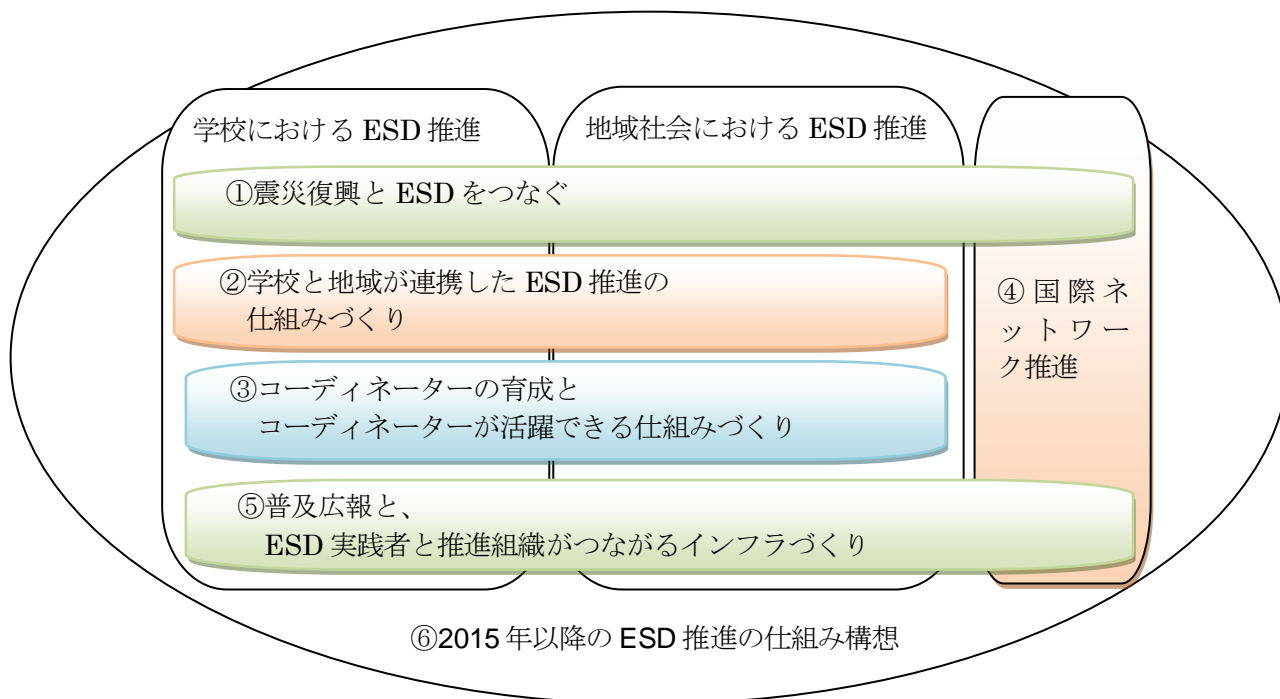 学校における ESD 推進
地域社会における ESD 推進
①震災復興と ESD をつなぐ
②学校と地域が連携した ESD 推進の
仕組みづくり
③コーディネーターの育成と
コーディネーターが活躍できる仕組みづくり
④国際ネ
ットワー
ク推進
⑤普及広報と、
ESD 実践者と推進組織がつながるインフラづくり
⑥2015 年以降の ESD 推進の仕組み構想